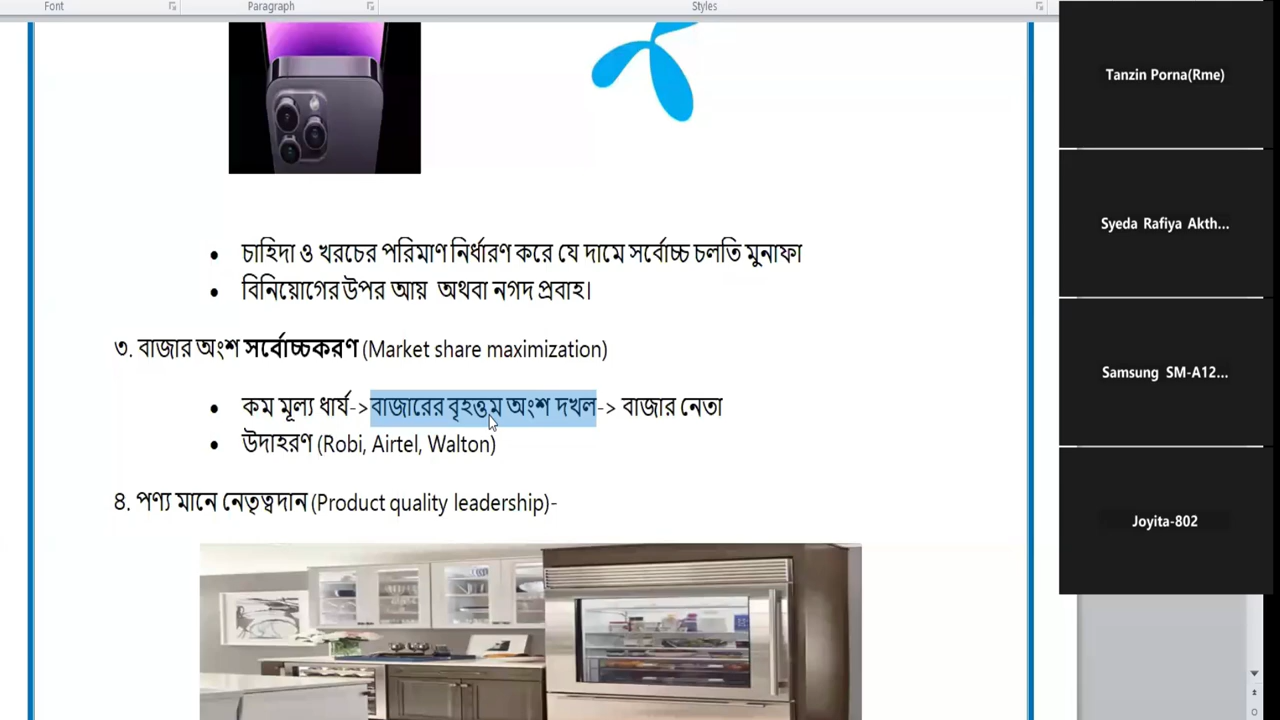 Font
Paragraph
Styles
• চাহিদা ও খরচের পরিমাণ নির্ধারণ করে যে দামে সর্বোচ্চ চলতি মুনাফা
• বিনিয়োগের উপর আয় অথবা নগদ প্রবাহ।
৩. বাজার অংশ সর্বোচ্চকরণ (Market share maximization)
• কম মূল্য ধার্য->বাজারের বৃহত্তম অংশ দখল-> বাজার নেতা
• উদাহরণ (Robi, Airtel, Walton)
৪. পণ্য মানে নেতৃত্বদান (Product quality leadership)-
Tanzin Porna(Rme)
Syeda Rafiya Akth...
Samsung SM-A12...
Joyita-802